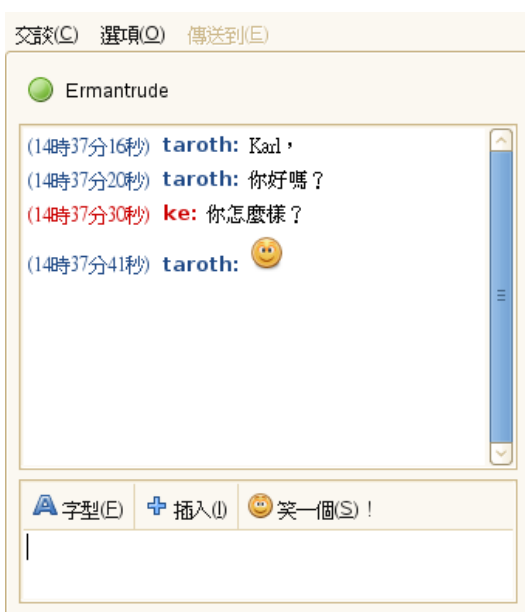 交談(C) 選項(O) 傳送到(E)
Ermantrude
(14時37分16秒) taroth: Karl，
(14時37分20秒) taroth: 你好嗎？
(14時37分30秒) ke: 你怎麼樣？
(14時37分41秒) taroth:
字型(F) 插入(I) 笑一個(S)！